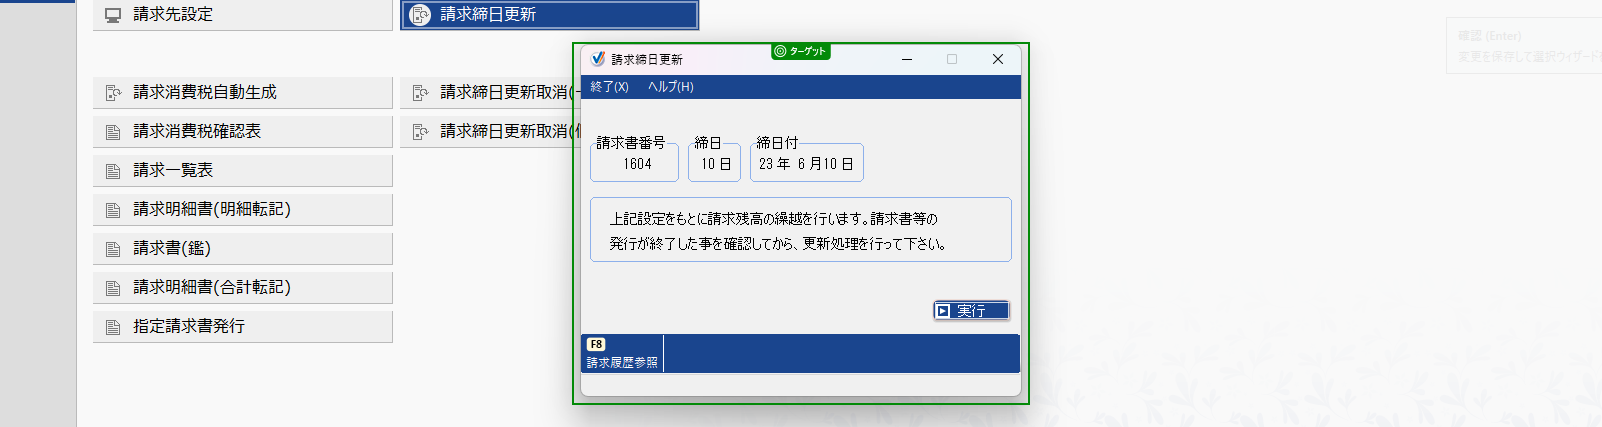 請求先設定
請求締日更新
確認 (Enter)
変更を保存して選択ウィザード
ターゲット
請求締日更新
終了(X) ヘルプ(H)
請求消費税自動生成
請求締日更新取消(
請求消費税確認表
請求締日更新取消(
請求書番号 締日 締日付
1604 10 日 23 年 6 月10 日
請求一覧表
請求明細書(明細転記)
上記設定をもとに請求残高の繰越を行います。請求書等の
発行が終了した事を確認してから、更新処理を行って下さい。
請求書(鑑)
請求明細書(合計転記)
実行
指定請求書発行
F8
請求履歴参照